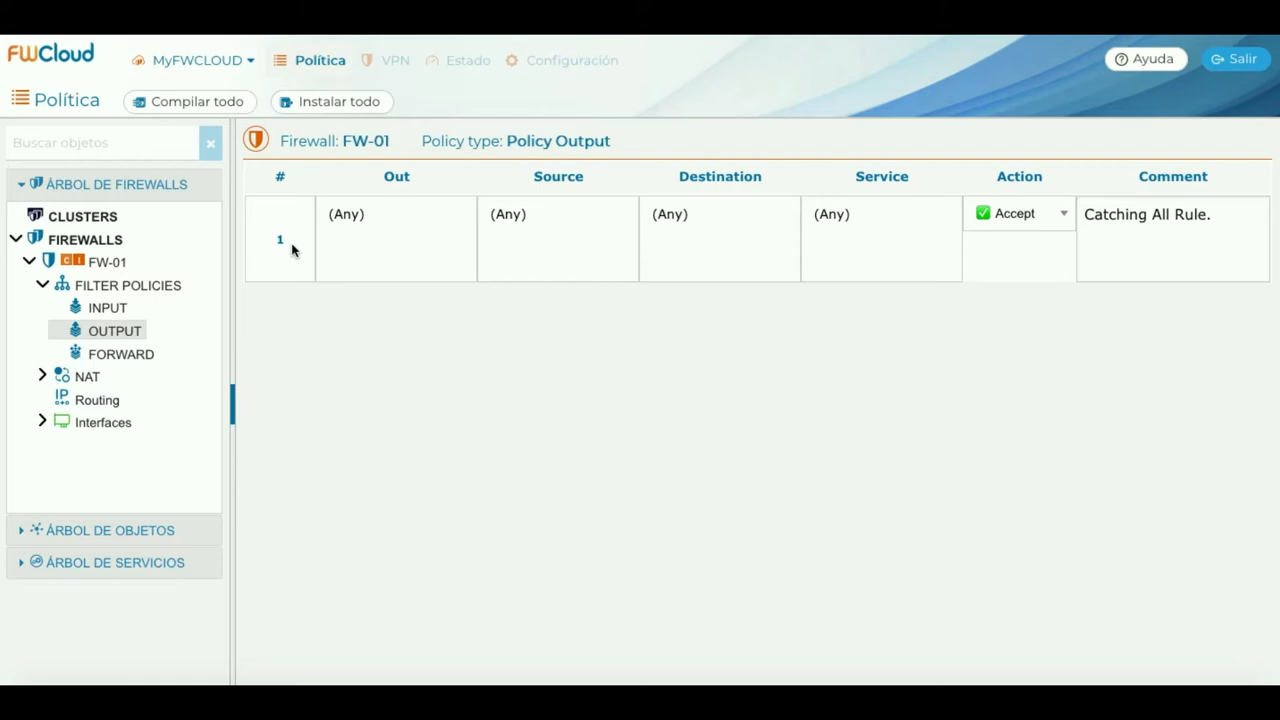 FWCloud
MyFWCLOUD
Política
VPN
Estado
Configuración
Ayuda
Salir
Política
Compilar todo
Instalar todo
Buscar objetos
ÁRBOL DE FIREWALLS
CLUSTERS
FIREWALLS
C I FW-01
FILTER POLICIES
INPUT
OUTPUT
FORWARD
NAT
IP Routing
Interfaces
ÁRBOL DE OBJETOS
ÁRBOL DE SERVICIOS
Firewall: FW-01 Policy type: Policy Output
# Out Source Destination Service Action Comment
1 (Any) (Any) (Any) (Any) Accept Catching All Rule.